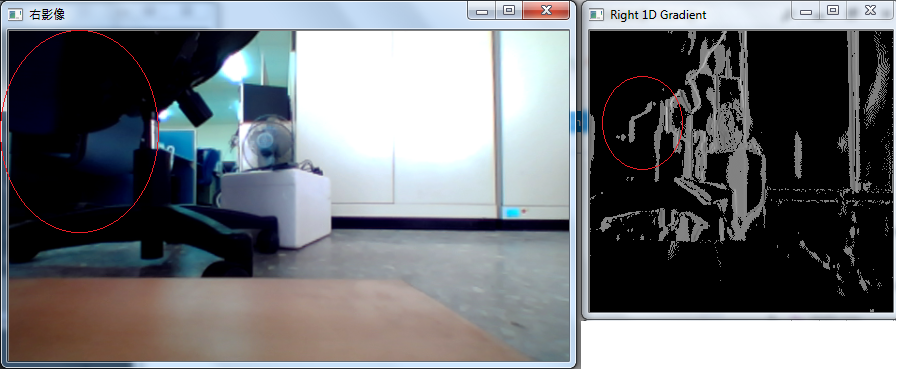 右影像
Right 1D Gradient